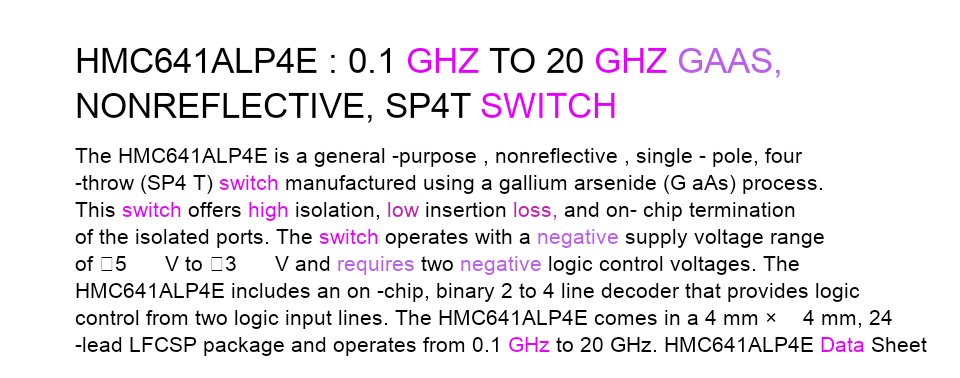 HMC641ALP4E : 0.1 GHZ TO 20 GHZ GAAS,
NONREFLECTIVE, SP4T SWITCH
The HMC641ALP4E is a general -purpose , nonreflective , single - pole, four
-throw (SP4 T) switch manufactured using a gallium arsenide (G aAs) process.
This switch offers high isolation, low insertion loss, and on- chip termination
of the isolated ports. The switch operates with a negative supply voltage range
of □5 V to □3 V and requires two negative logic control voltages. The
HMC641ALP4E includes an on -chip, binary 2 to 4 line decoder that provides logic
control from two logic input lines. The HMC641ALP4E comes in a 4 mm × 4 mm, 24
-lead LFCSP package and operates from 0.1 GHz to 20 GHz. HMC641ALP4E Data Sheet